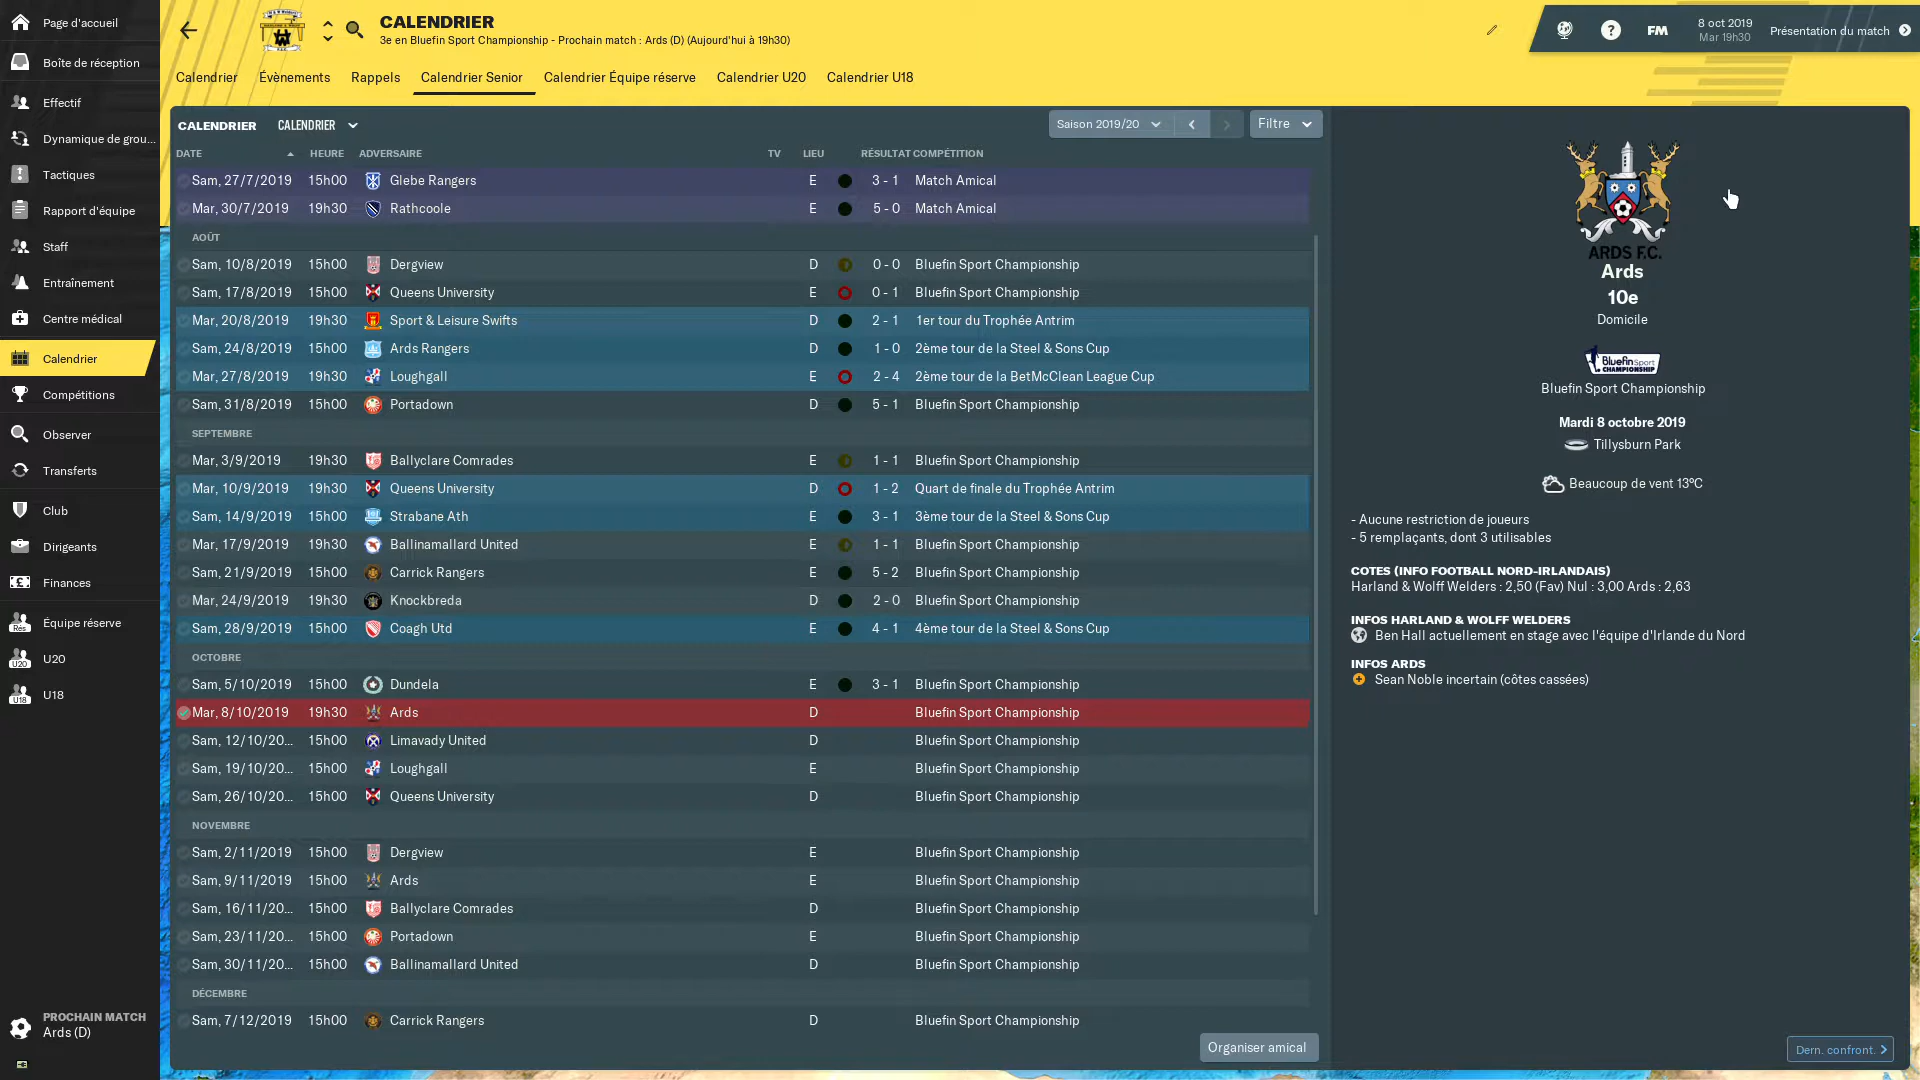 Page d'accueil
Boîte de réception
Effectif
Dynamique de grou...
Tactiques
Rapport d'équipe
Staff
Entraînement
Centre médical
Calendrier
Compétitions
Observer
Transferts
Club
Dirigeants
Finances
Équipe réserve
U20
U18
PROCHAIN MATCH
Ards (D)
CALENDRIER
3e en Bluefin Sport Championship - Prochain match : Ards (D) (Aujourd'hui à 19h30)
FM
8 oct 2019
Mar 19h30
Présentation du match
Calendrier Évènements Rappels Calendrier Senior Calendrier Équipe réserve Calendrier U20 Calendrier U18
CALENDRIER CALENDRIER Saison 2019/20 Filtre
DATE HEURE ADVERSAIRE TV LIEU RÉSULTAT COMPÉTITION
Sam, 27/7/2019 15h00 Glebe Rangers E 3 - 1 Match Amical
Mar, 30/7/2019 19h30 Rathcoole E 5 - 0 Match Amical
AOÛT
Sam, 10/8/2019 15h00 Dergview D 0 - 0 Bluefin Sport Championship
Sam, 17/8/2019 15h00 Queens University E 0 - 1 Bluefin Sport Championship
Mar, 20/8/2019 19h30 Sport & Leisure Swifts D 2 - 1 1er tour du Trophée Antrim
Sam, 24/8/2019 15h00 Ards Rangers D 1 - 0 2ème tour de la Steel & Sons Cup
Mar, 27/8/2019 19h30 Loughgall E 2 - 4 2ème tour de la BetMcClean League Cup
Sam, 31/8/2019 15h00 Portadown D 5 - 1 Bluefin Sport Championship
SEPTEMBRE
Mar, 3/9/2019 19h30 Ballyclare Comrades E 1 - 1 Bluefin Sport Championship
Mar, 10/9/2019 19h30 Queens University D 1 - 2 Quart de finale du Trophée Antrim
Sam, 14/9/2019 15h00 Strabane Ath E 3 - 1 3ème tour de la Steel & Sons Cup
Mar, 17/9/2019 19h30 Ballinamallard United E 1 - 1 Bluefin Sport Championship
Sam, 21/9/2019 15h00 Carrick Rangers E 5 - 2 Bluefin Sport Championship
Mar, 24/9/2019 19h30 Knockbreda D 2 - 0 Bluefin Sport Championship
Sam, 28/9/2019 15h00 Coagh Utd E 4 - 1 4ème tour de la Steel & Sons Cup
OCTOBRE
Sam, 5/10/2019 15h00 Dundela E 3 - 1 Bluefin Sport Championship
Mar, 8/10/2019 19h30 Ards D Bluefin Sport Championship
Sam, 12/10/20... 15h00 Limavady United D Bluefin Sport Championship
Sam, 19/10/20... 15h00 Loughgall E Bluefin Sport Championship
Sam, 26/10/20... 15h00 Queens University D Bluefin Sport Championship
NOVEMBRE
Sam, 2/11/2019 15h00 Dergview E Bluefin Sport Championship
Sam, 9/11/2019 15h00 Ards E Bluefin Sport Championship
Sam, 16/11/20... 15h00 Ballyclare Comrades D Bluefin Sport Championship
Sam, 23/11/20... 15h00 Portadown E Bluefin Sport Championship
Sam, 30/11/20... 15h00 Ballinamallard United D Bluefin Sport Championship
DÉCEMBRE
Sam, 7/12/2019 15h00 Carrick Rangers D Bluefin Sport Championship
Organiser amical
ARDS F.C.
Ards
10e
Domicile
Bluefin Sport
CHAMPIONSHIP
Bluefin Sport Championship
Mardi 8 octobre 2019
Tillysburn Park
Beaucoup de vent 13ºC
- Aucune restriction de joueurs
- 5 remplaçants, dont 3 utilisables
COTES (INFO FOOTBALL NORD-IRLANDAIS)
Harland & Wolff Welders : 2,50 (Fav) Nul : 3,00 Ards : 2,63
INFOS HARLAND & WOLFF WELDERS
Ben Hall actuellement en stage avec l'équipe d'Irlande du Nord
INFOS ARDS
Sean Noble incertain (côtes cassées)
Dern. confront.